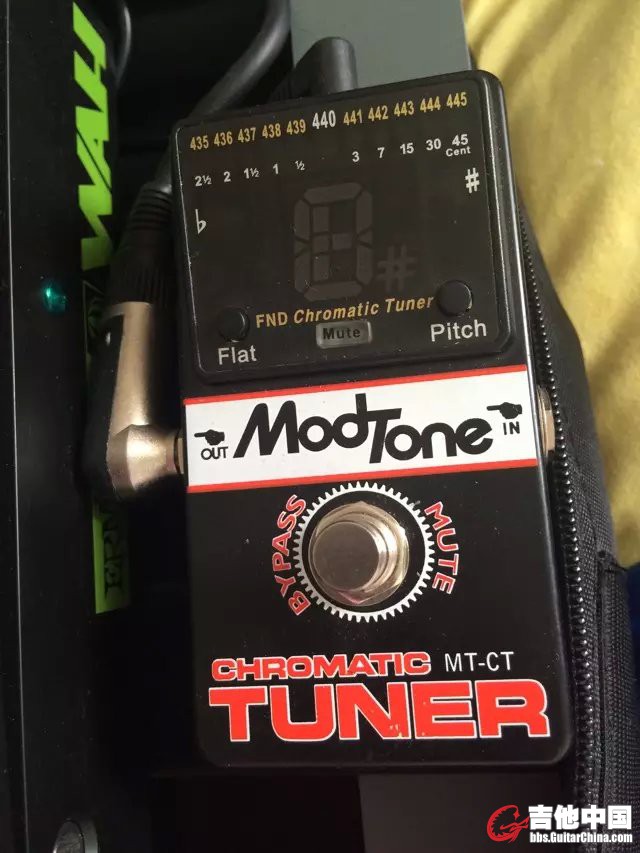 WAH
435 436 437 438 439 440 441 442 443 444 445
2½ 2 1½ 1 ½ 3 7 15 30 45
Cent
♭ #
8#
FND Chromatic Tuner
Flat Mute Pitch
OUT ModTone IN
BYPASS MUTE
CHROMATIC MT-CT
TUNER
吉他中国
bbs.GuitarChina.com